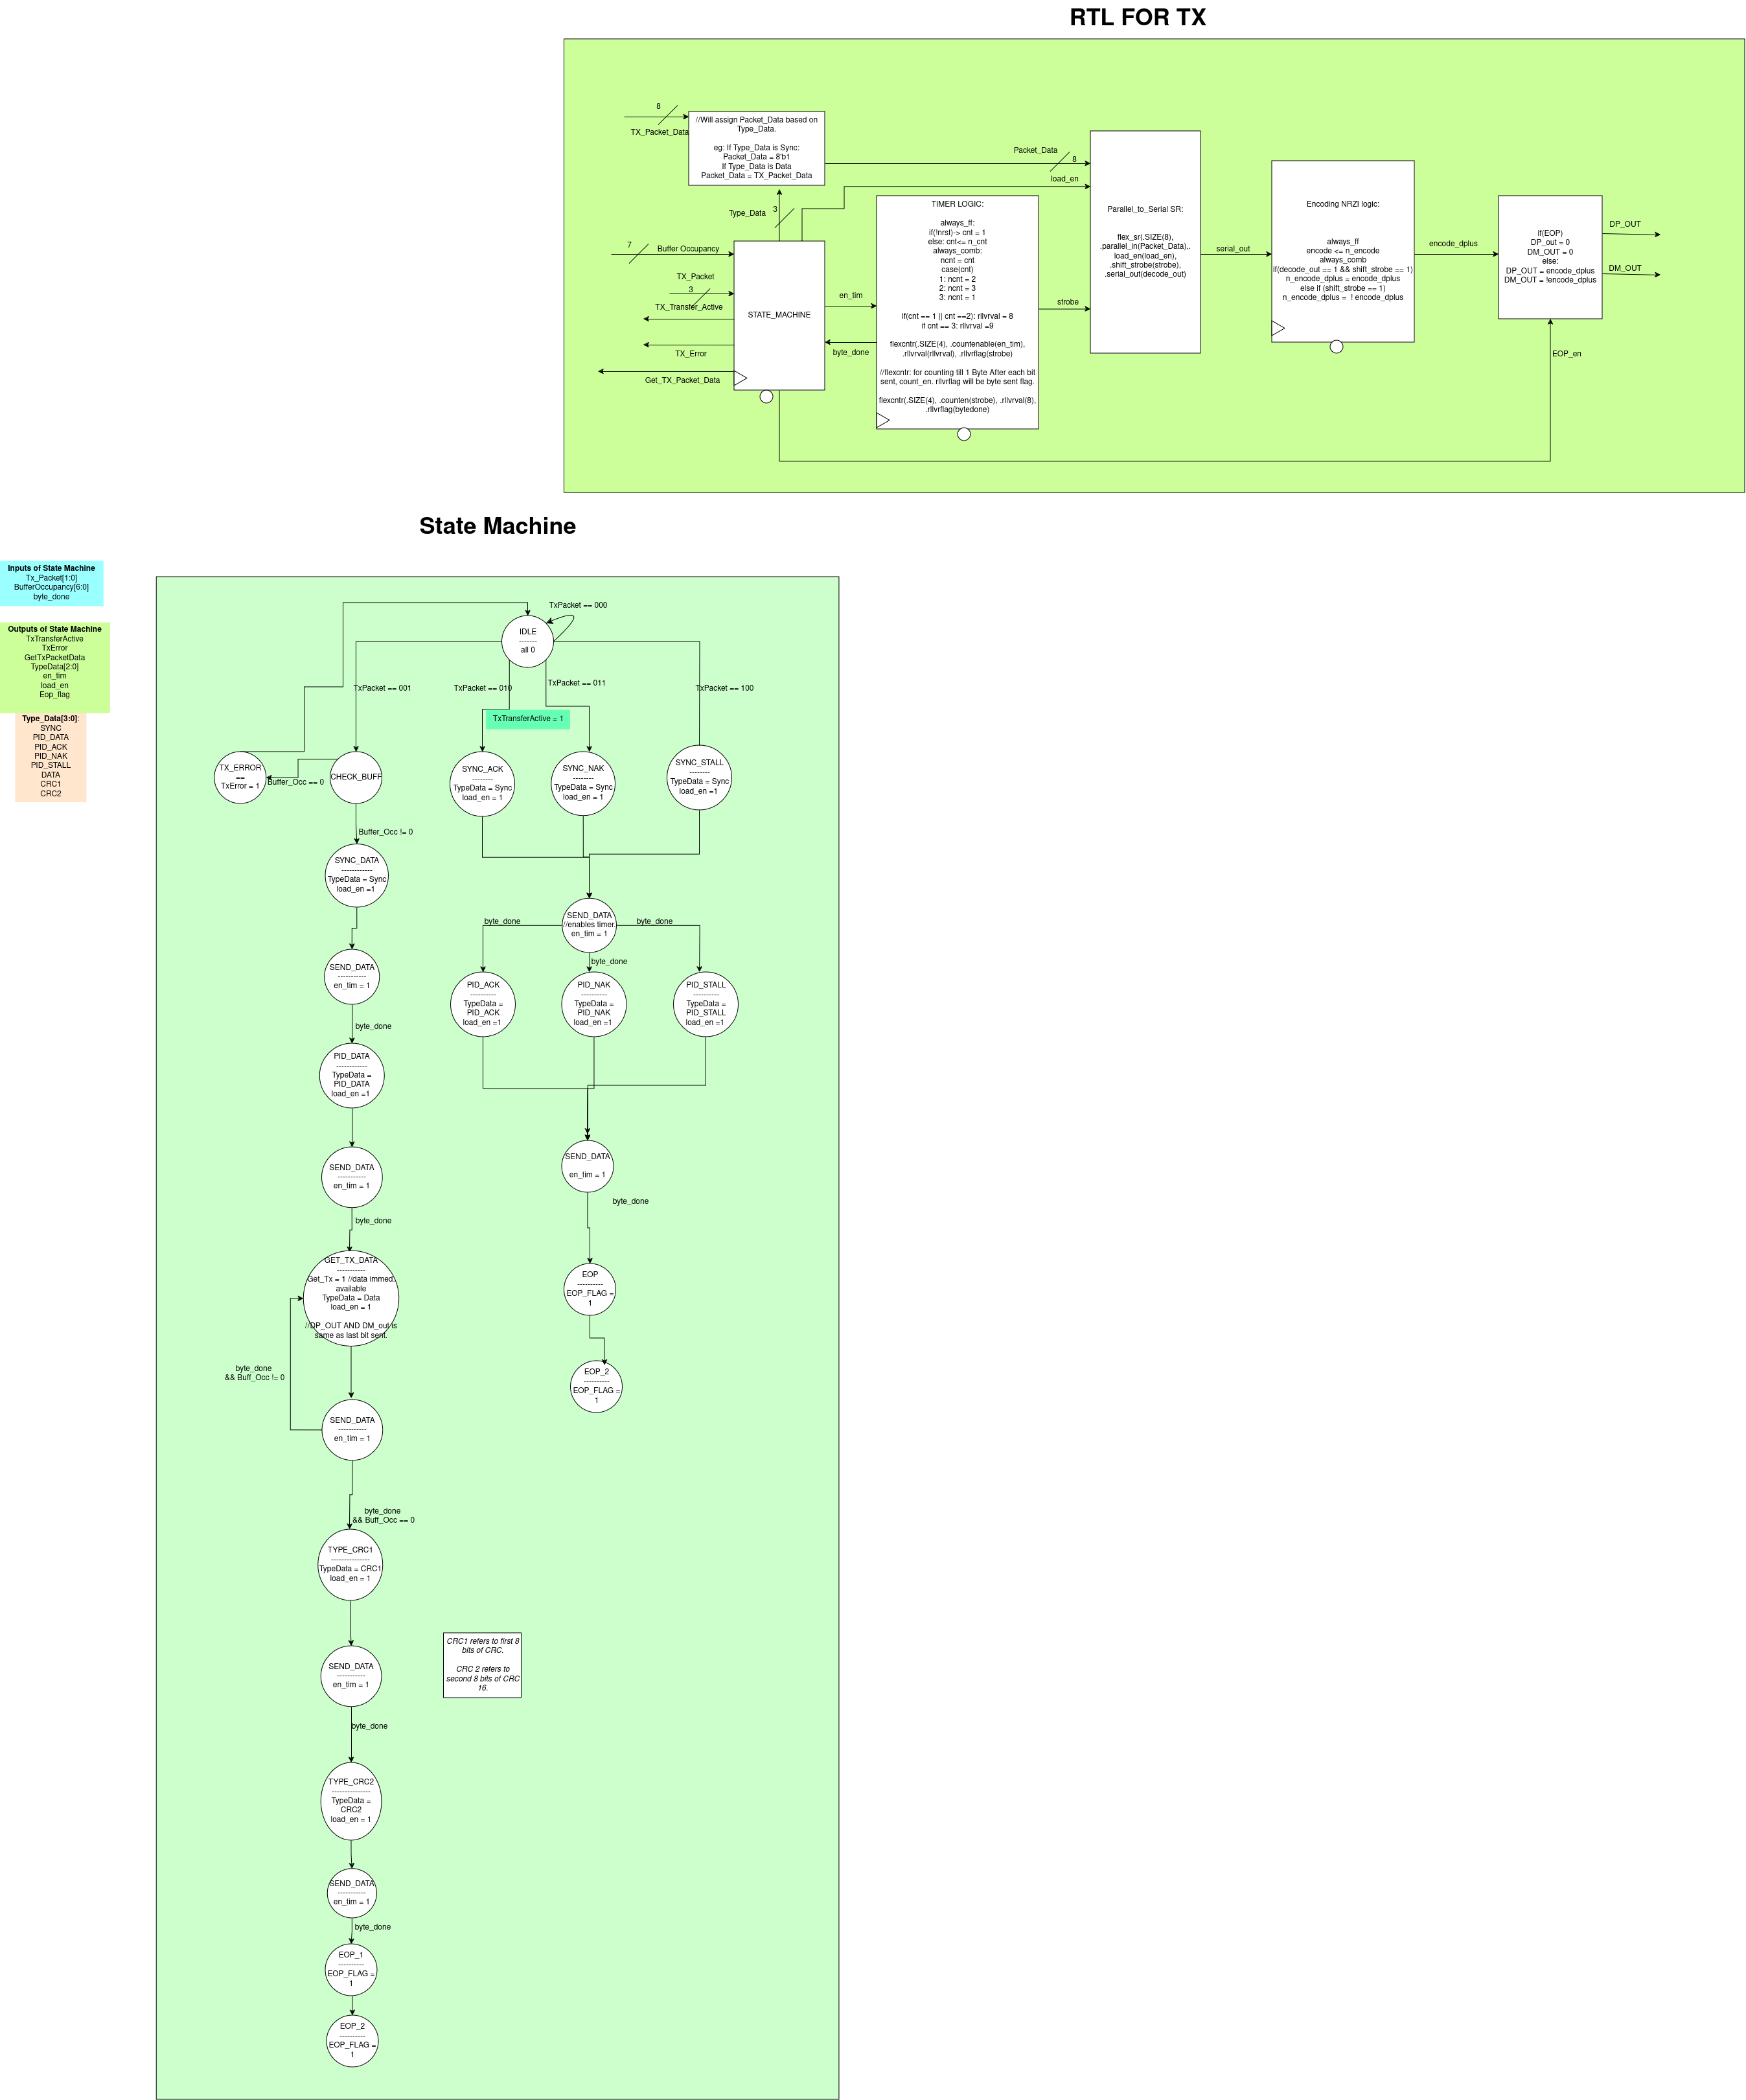 RTL FOR TX
8
TX_Packet_Data
//Will assign Packet_Data based on
Type_Data.
eg: If Type_Data is Sync:
Packet_Data = 8'b1
If Type_Data is Data
Packet_Data = TX_Packet_Data
Packet_Data
8
load_en
Type_Data
3
7
Buffer Occupancy
TX_Packet
3
TX_Transfer_Active
TX_Error
Get_TX_Packet_Data
STATE_MACHINE
en_tim
byte_done
TIMER LOGIC:
always_ff:
if(!nrst)-> cnt = 1
else: cnt<= n_cnt
always_comb:
ncnt = cnt
case(cnt)
1: ncnt = 2
2: ncnt = 3
3: ncnt = 1
if(cnt == 1 || cnt ==2): rllvrval = 8
if cnt == 3: rllvrval =9
flexcntr(.SIZE(4), .countenable(en_tim),
.rllvrval(rllvrval), .rllvrflag(strobe)
//flexcntr: for counting till 1 Byte After each bit
sent, count_en. rllvrflag will be byte sent flag.
flexcntr(.SIZE(4), .counten(strobe), .rllvrval(8),
.rllvrflag(bytedone)
strobe
Parallel_to_Serial SR:
flex_sr(.SIZE(8),
.parallel_in(Packet_Data),.
load_en(load_en),
.shift_strobe(strobe),
.serial_out(decode_out)
serial_out
Encoding NRZI logic:
always_ff
encode <= n_encode
always_comb
if(decode_out == 1 && shift_strobe == 1)
n_encode_dplus = encode_dplus
else if (shift_strobe == 1)
n_encode_dplus = ! encode_dplus
encode_dplus
if(EOP)
DP_out = 0
DM_OUT = 0
else:
DP_OUT = encode_dplus
DM_OUT = !encode_dplus
DP_OUT
DM_OUT
EOP_en
State Machine
Inputs of State Machine
Tx_Packet[1:0]
BufferOccupancy[6:0]
byte_done
Outputs of State Machine
TxTransferActive
TxError
GetTxPacketData
TypeData[2:0]
en_tim
load_en
Eop_flag
Type_Data[3:0]:
SYNC
PID_DATA
PID_ACK
PID_NAK
PID_STALL
DATA
CRC1
CRC2
TxPacket == 000
IDLE
-------
all 0
TxPacket == 001
TxPacket == 010
TxPacket == 011
TxPacket == 100
TxTransferActive = 1
TX_ERROR
==
TxError = 1
Buffer_Occ == 0
CHECK_BUFF
SYNC_ACK
--------
TypeData = Sync
load_en = 1
SYNC_NAK
--------
TypeData = Sync
load_en = 1
SYNC_STALL
--------
TypeData = Sync
load_en =1
Buffer_Occ != 0
SYNC_DATA
------------
TypeData = Sync
load_en =1
SEND_DATA
//enables timer.
en_tim = 1
byte_done
byte_done
byte_done
SEND_DATA
-----------
en_tim = 1
byte_done
PID_ACK
----------
TypeData =
PID_ACK
load_en =1
PID_NAK
----------
TypeData =
PID_NAK
load_en =1
PID_STALL
----------
TypeData =
PID_STALL
load_en =1
PID_DATA
------------
TypeData =
PID_DATA
load_en =1
SEND_DATA
-----------
en_tim = 1
byte_done
SEND_DATA
en_tim = 1
byte_done
GET_TX_DATA
-----------
Get_Tx = 1 //data immed.
available
TypeData = Data
load_en = 1
//DP_OUT AND DM_out is
same as last bit sent.
EOP
----------
EOP_FLAG =
1
EOP_2
----------
EOP_FLAG =
1
byte_done
&& Buff_Occ != 0
SEND_DATA
-----------
en_tim = 1
byte_done
&& Buff_Occ == 0
TYPE_CRC1
---------------
TypeData = CRC1
load_en = 1
CRC1 refers to first 8
bits of CRC.
CRC 2 refers to
second 8 bits of CRC
16.
SEND_DATA
-----------
en_tim = 1
byte_done
TYPE_CRC2
---------------
TypeData =
CRC2
load_en = 1
SEND_DATA
-----------
en_tim = 1
byte_done
EOP_1
----------
EOP_FLAG =
1
EOP_2
----------
EOP_FLAG =
1